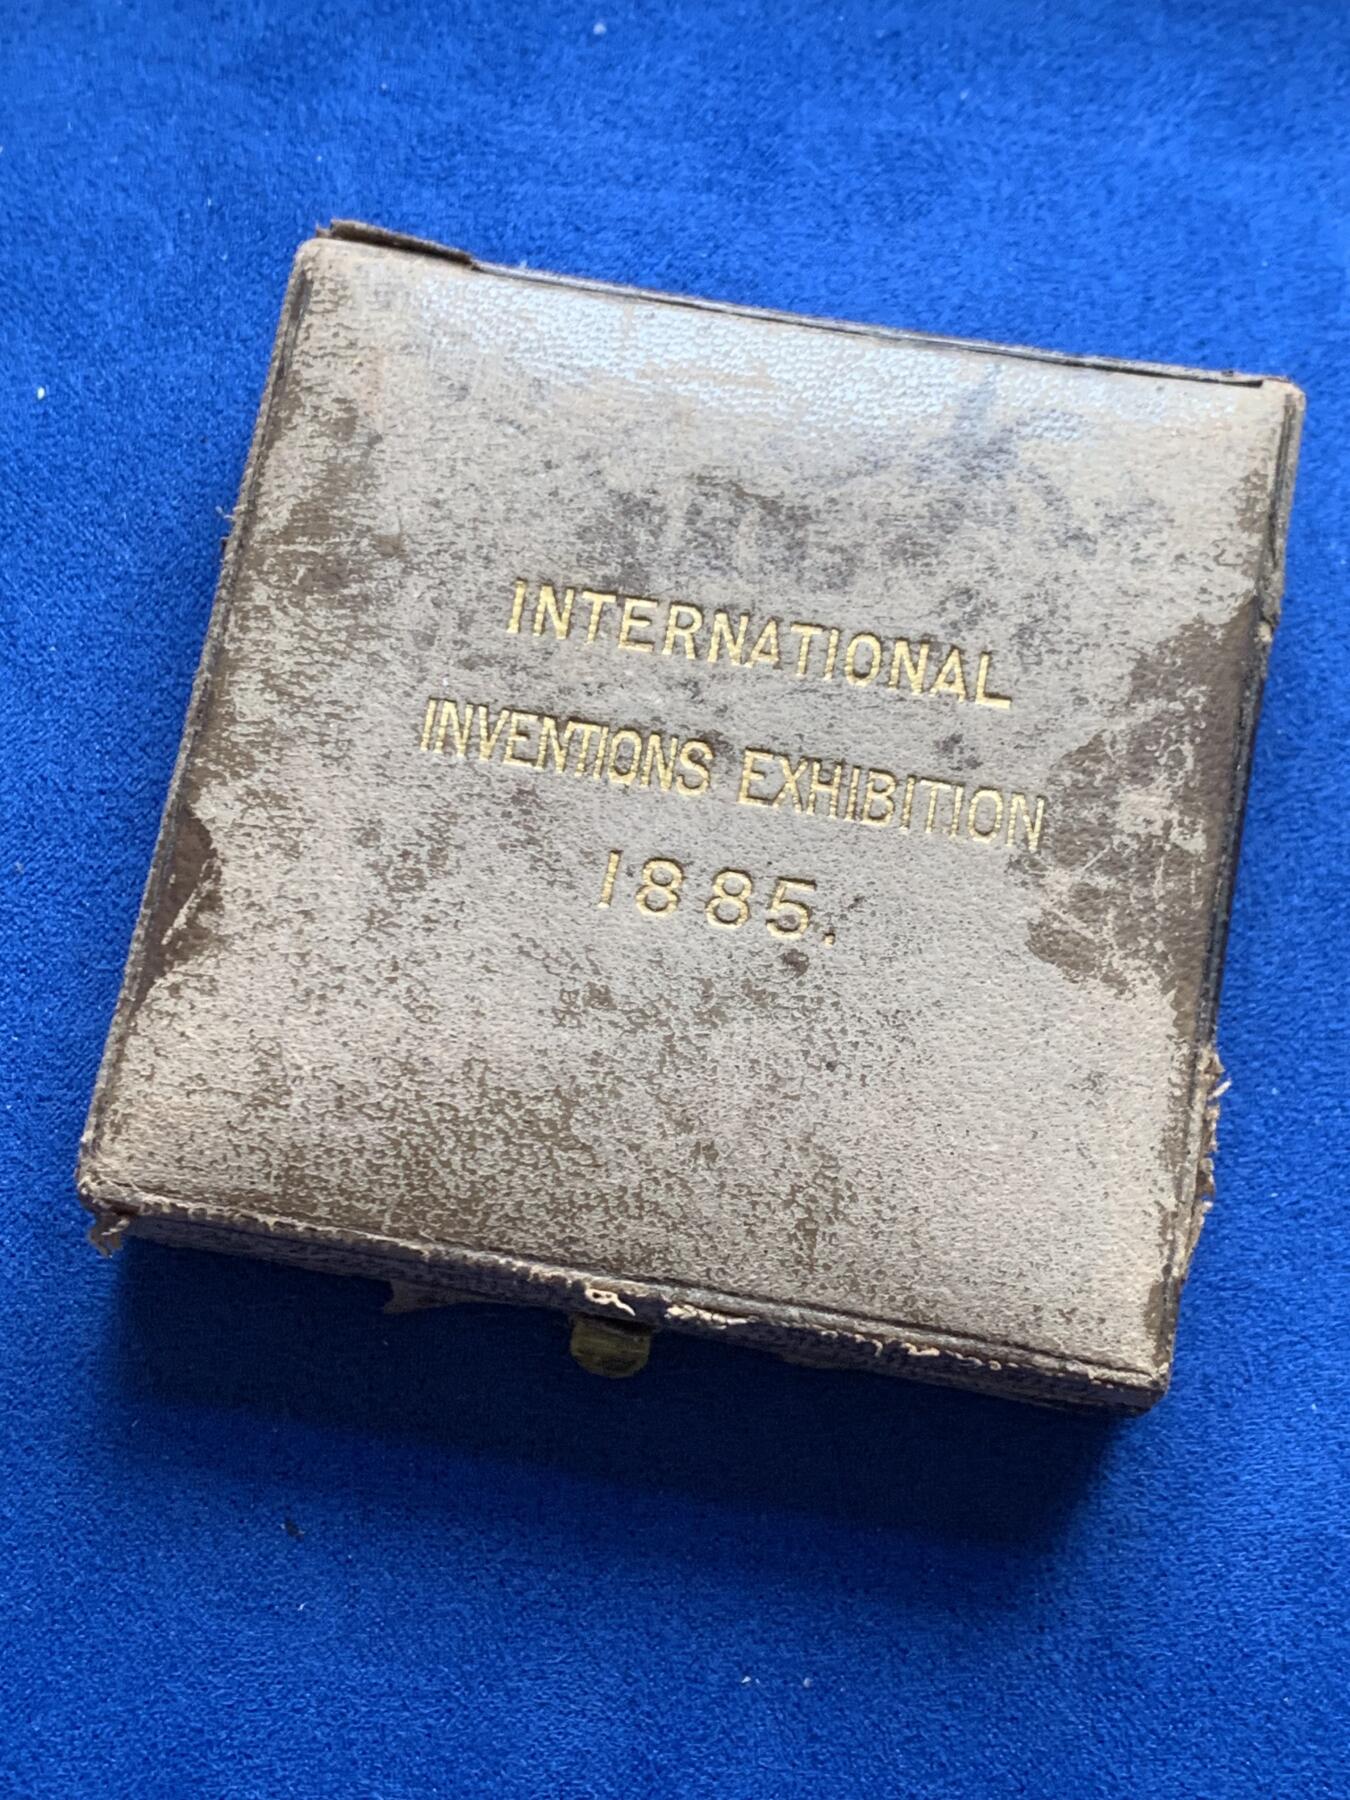 INTERNATIONAL
INVENTIONS EXHIBITION
1885.